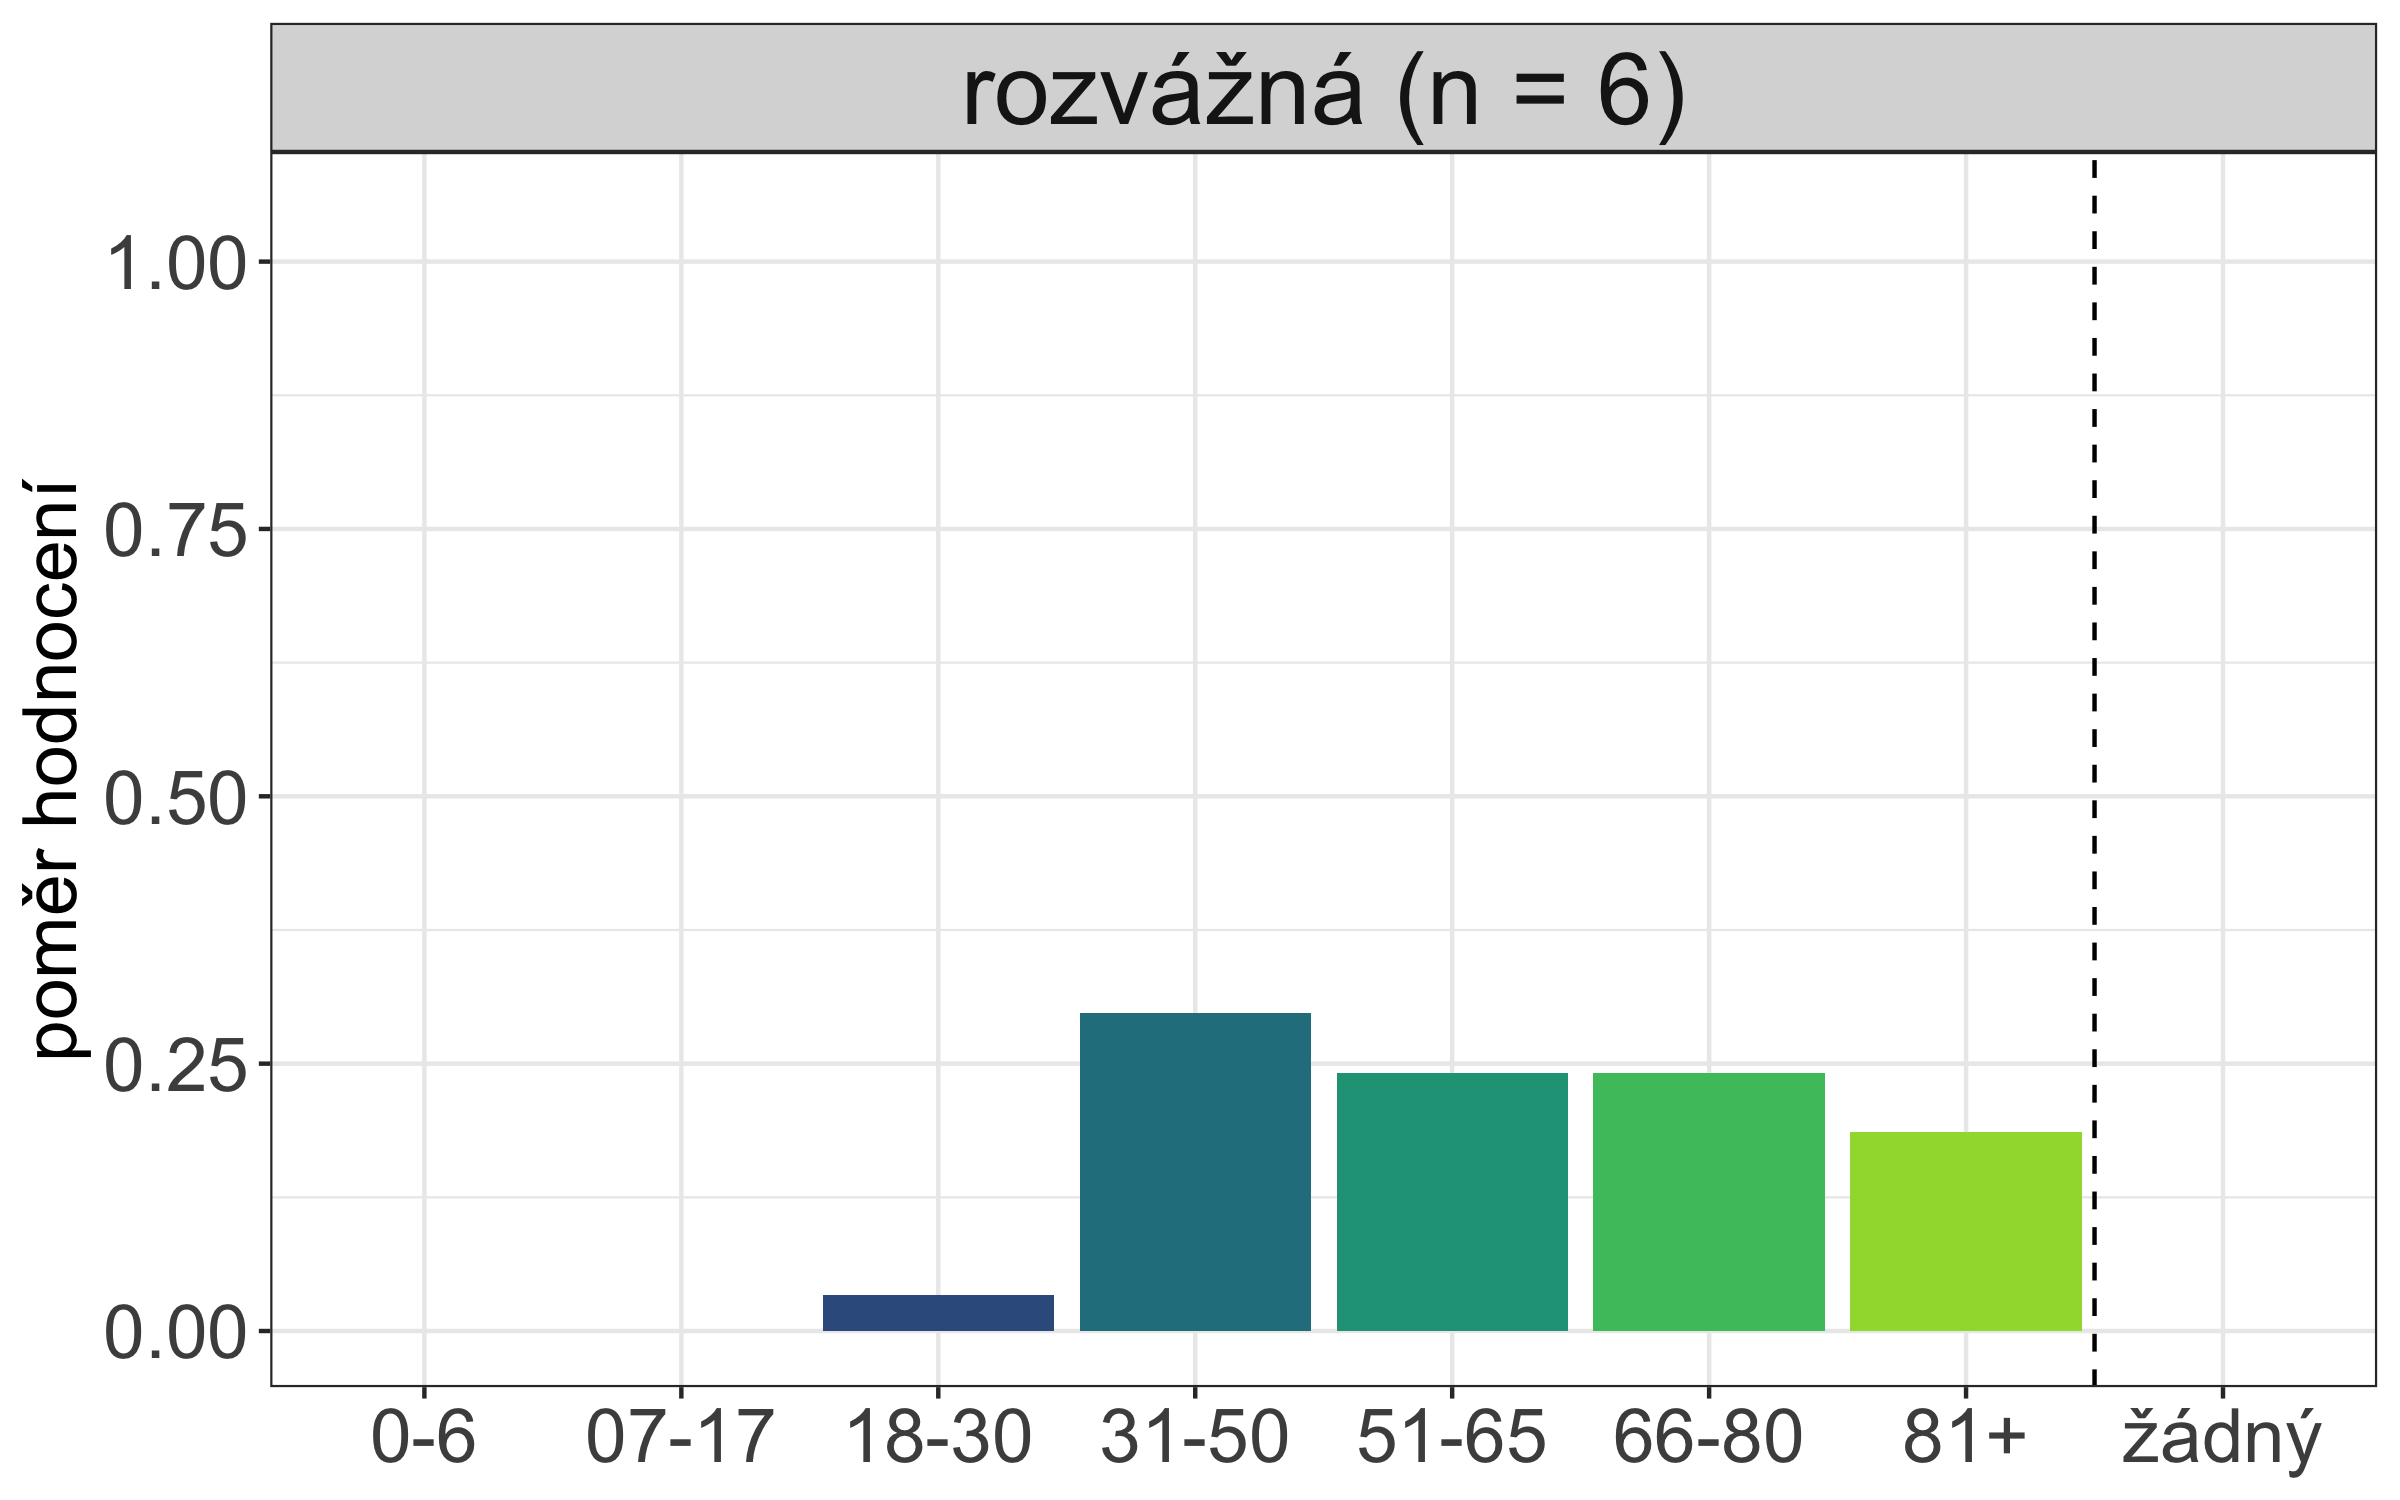 rozvážná (n = 6)
poměr hodnocení
1.00
0.75
0.50
0.25
0.00
0-6 07-17 18-30 31-50 51-65 66-80 81+ žádný